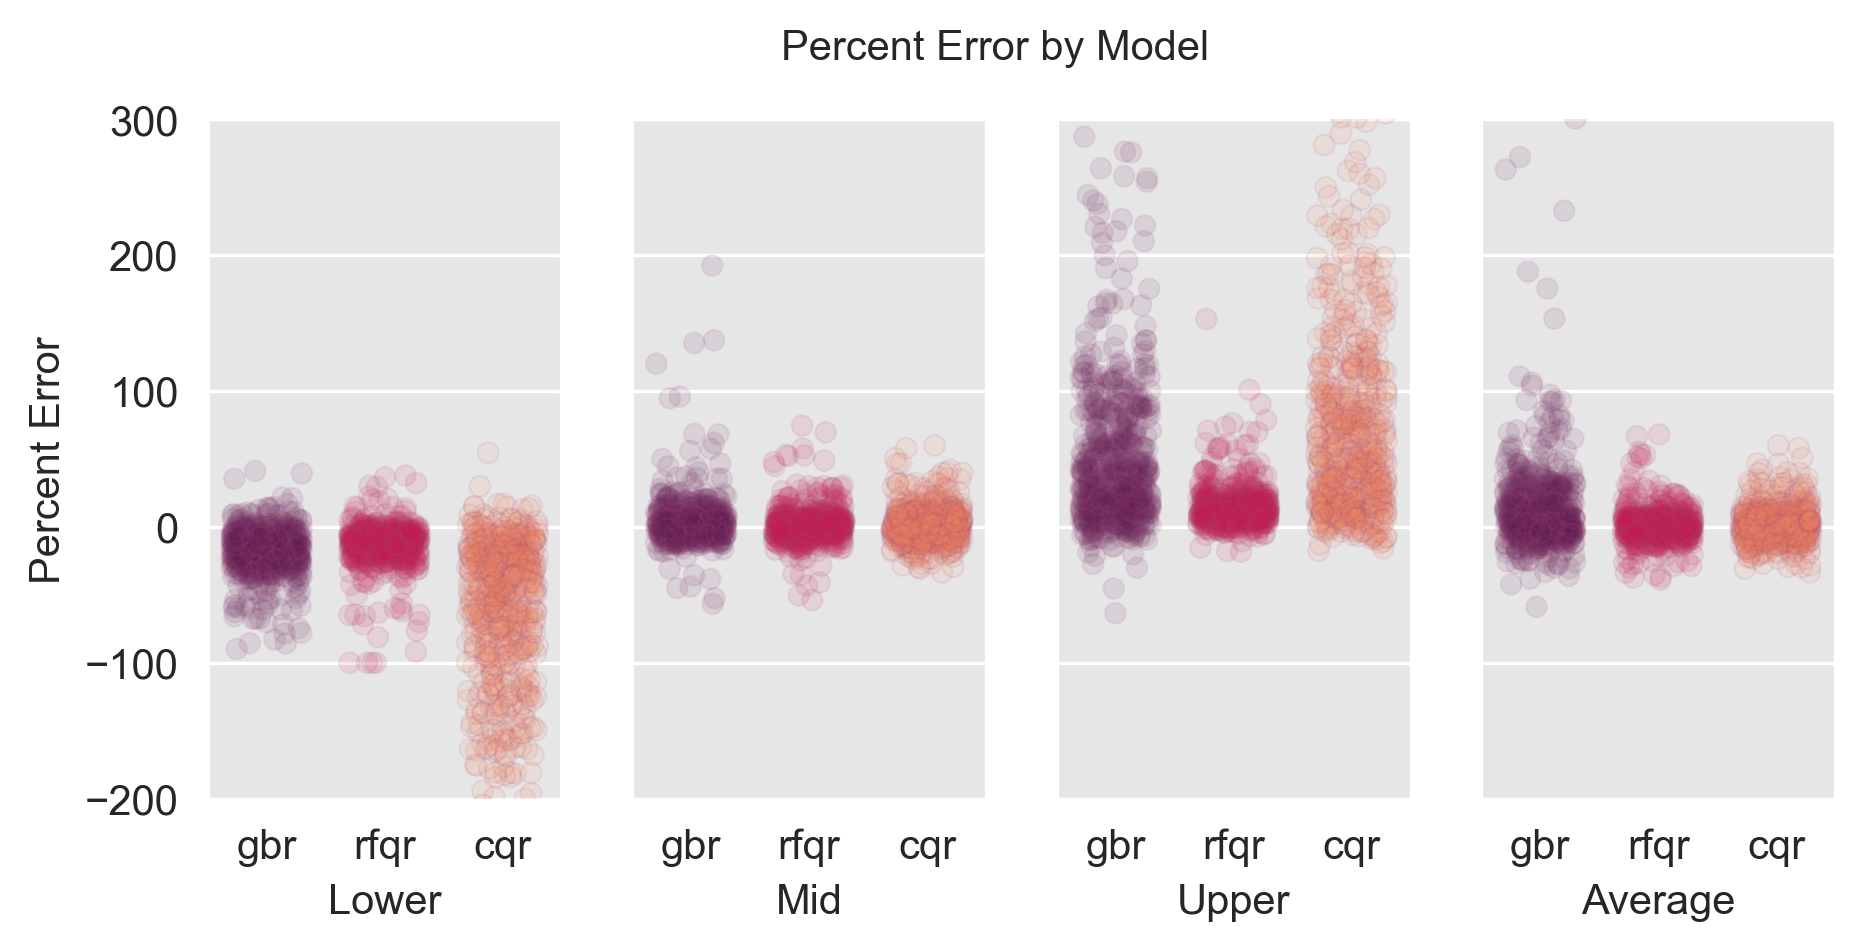 Percent Error by Model
Percent Error
300
200
100
0
−100
−200
gbr rfqr cqr
Lower
gbr rfqr cqr
Mid
gbr rfqr cqr
Upper
gbr rfqr cqr
Average